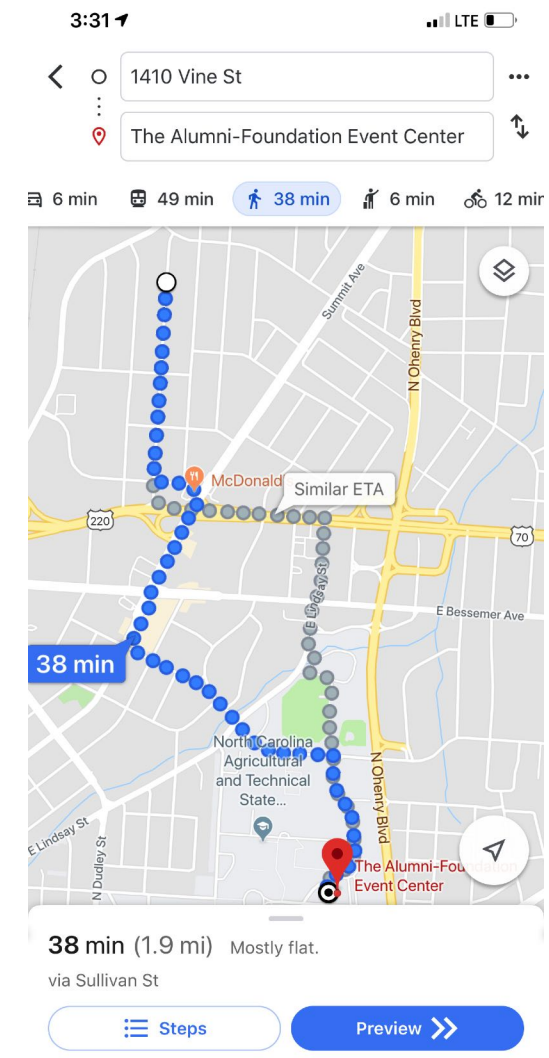 3:31
LTE
1410 Vine St
The Alumni-Foundation Event Center
6 min
49 min
38 min
6 min
12 min
Summit Ave
N Ohenry Blvd
McDonald
Similar ETA
220
70
E Lindsay St
E Bessemer Ave
38 min
North Carolina
Agricultural
and Technical
State...
N Ohenry Blvd
E Lindsay St
N Dudley St
The Alumni-Foundation
Event Center
38 min (1.9 mi) Mostly flat.
via Sullivan St
Steps
Preview